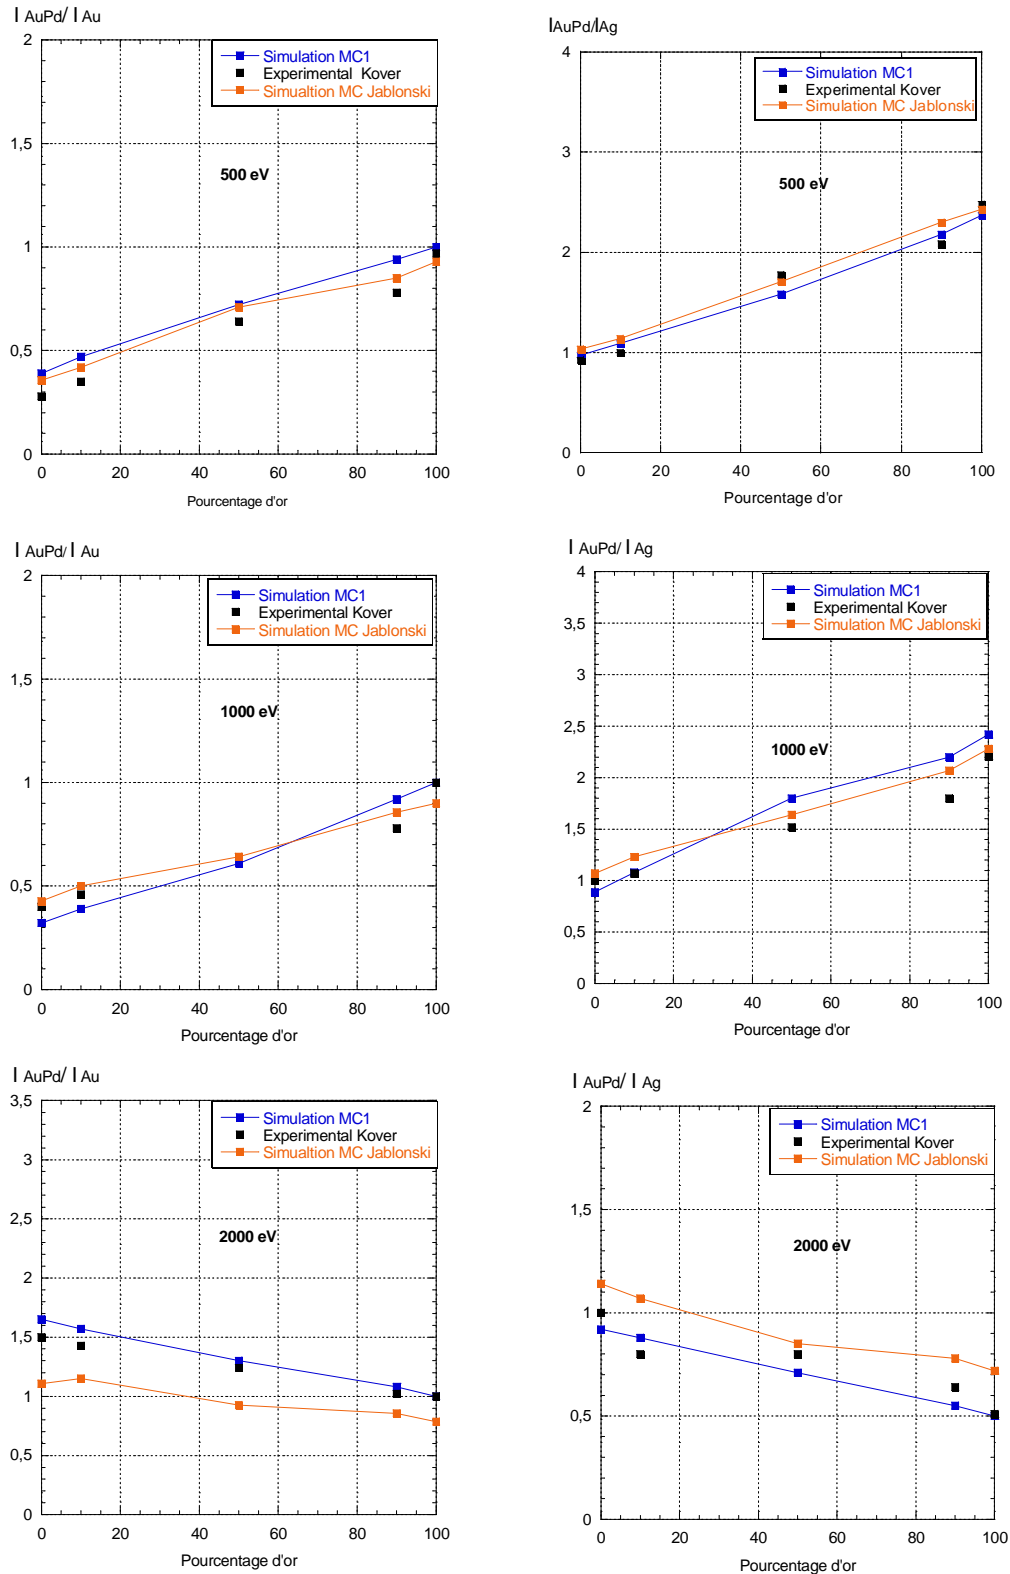 I AuPd/ I Au
2
1,5
1
0,5
0
Simulation MC1
Experimental Kover
Simualtion MC Jablonski
500 eV
0 20 40 60 80 100
Pourcentage d'or
IAuPd/IAg
4
3
2
1
0
Simulation MC1
Experimental Kover
Simulation MC Jablonski
500 eV
0 20 40 60 80 100
Pourcentage d'or
I AuPd/ I Au
2
1,5
1
0,5
0
Simulation MC1
Experimental Kover
Simulation MC Jablonski
1000 eV
0 20 40 60 80 100
Pourcentage d'or
I AuPd/ I Ag
4
3,5
3
2,5
2
1,5
1
0,5
0
Simulation MC1
Experimental Kover
Simulation MC Jablonski
1000 eV
0 20 40 60 80 100
Pourcentage d'or
I AuPd/ I Au
3,5
3
2,5
2
1,5
1
0,5
0
Simulation MC1
Experimental Kover
Simualtion MC Jablonski
2000 eV
0 20 40 60 80 100
Pourcentage d'or
I AuPd/ I Ag
2
1,5
1
0,5
0
Simulation MC1
Experimental Kover
Simulation MC Jablonski
2000 eV
0 20 40 60 80 100
Pourcentage d'or